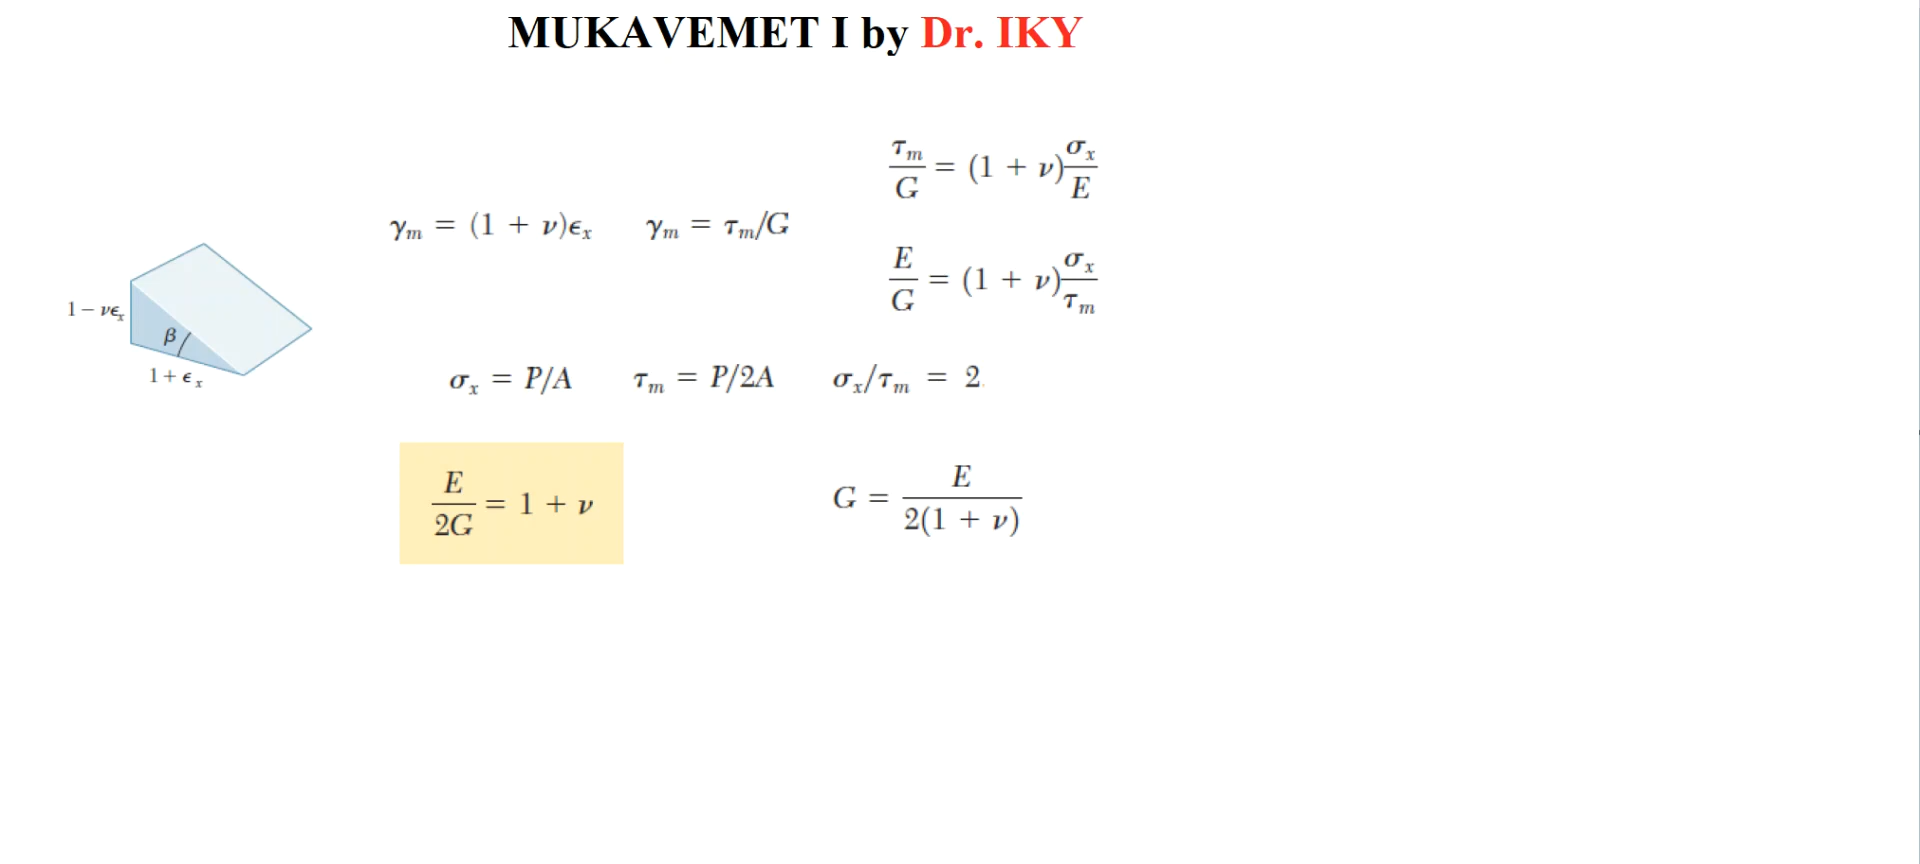 MUKAVEMET I by Dr. IKY
τm/G = (1 + ν)σx/E
γm = (1 + ν)ϵx γm = τm/G
E/G = (1 + ν)σx/τm
1 − νϵx
β
1 + ϵx
σx = P/A τm = P/2A σx/τm = 2.
E/2G = 1 + ν
G = E/2(1 + ν)